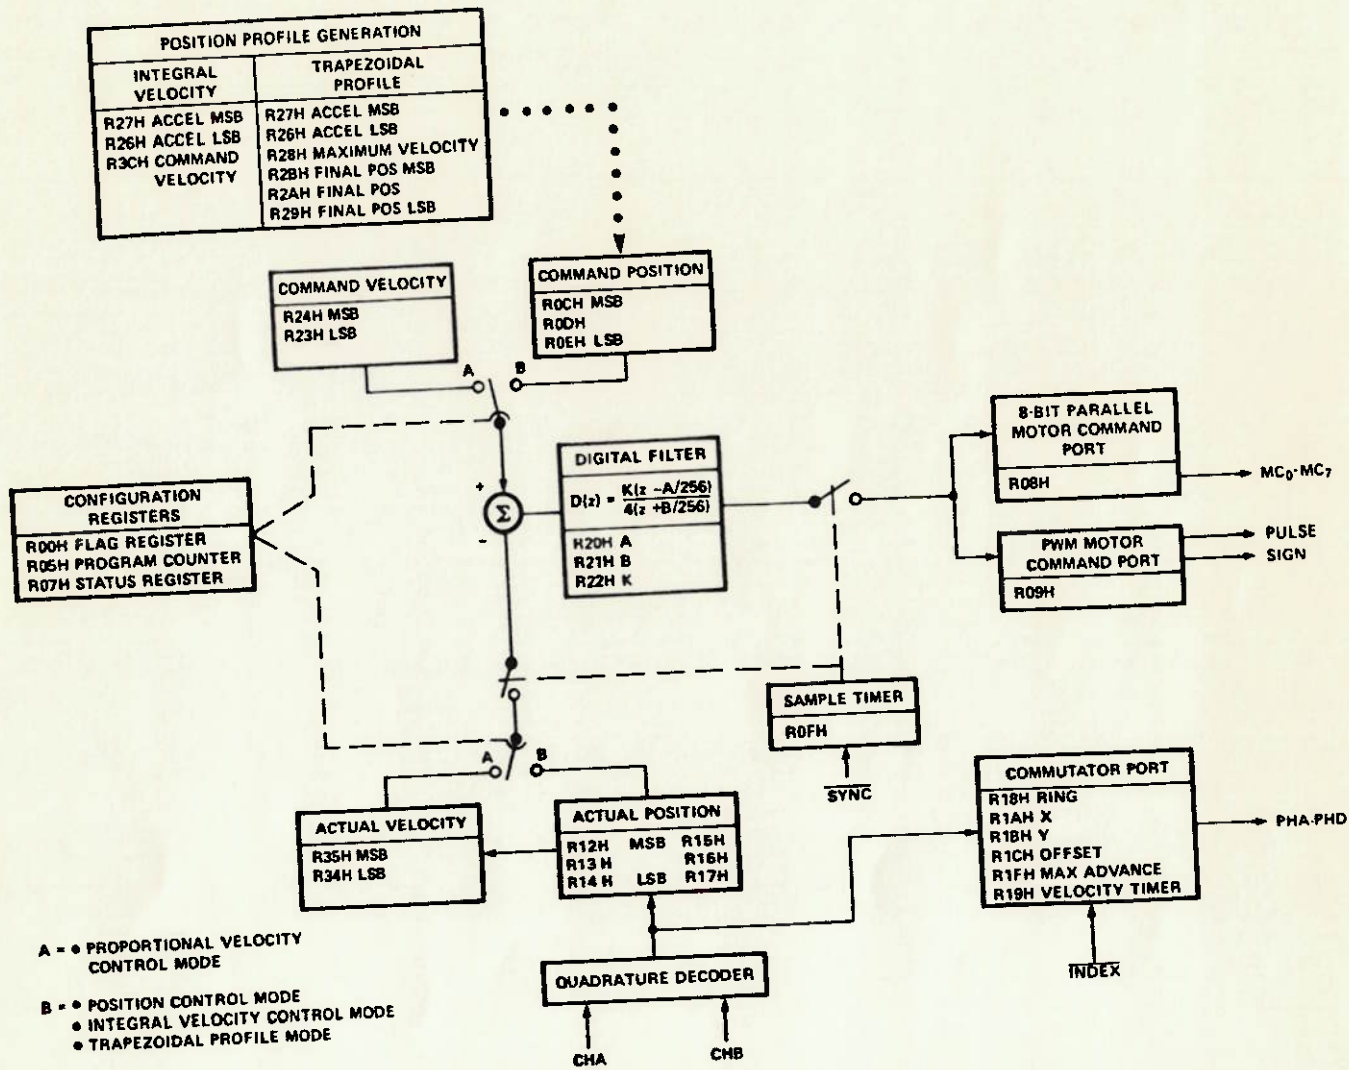 POSITION PROFILE GENERATION
INTEGRAL
VELOCITY
TRAPEZOIDAL
PROFILE
R27H ACCEL MSB
R26H ACCEL LSB
R3CH COMMAND
VELOCITY
R27H ACCEL MSB
R26H ACCEL LSB
R28H MAXIMUM VELOCITY
R2BH FINAL POS MSB
R2AH FINAL POS
R29H FINAL POS LSB
COMMAND VELOCITY
R24H MSB
R23H LSB
COMMAND POSITION
R0CH MSB
R0DH
R0EH LSB
A
B
CONFIGURATION
REGISTERS
R00H FLAG REGISTER
R05H PROGRAM COUNTER
R07H STATUS REGISTER
+
Σ
-
DIGITAL FILTER
D(z) = K(z -A/256)
4(z +B/256)
R20H A
R21H B
R22H K
8-BIT PARALLEL
MOTOR COMMAND
PORT
R08H
MC0-MC7
PWM MOTOR
COMMAND PORT
R09H
PULSE
SIGN
SAMPLE TIMER
R0FH
SYNC
A
B
ACTUAL VELOCITY
R35H MSB
R34H LSB
ACTUAL POSITION
R12H MSB R15H
R13H R16H
R14H LSB R17H
COMMUTATOR PORT
R18H RING
R1AH X
R1BH Y
R1CH OFFSET
R1FH MAX ADVANCE
R19H VELOCITY TIMER
PHA-PHD
INDEX
QUADRATURE DECODER
CHA
CHB
A = • PROPORTIONAL VELOCITY
CONTROL MODE
B = • POSITION CONTROL MODE
• INTEGRAL VELOCITY CONTROL MODE
• TRAPEZOIDAL PROFILE MODE